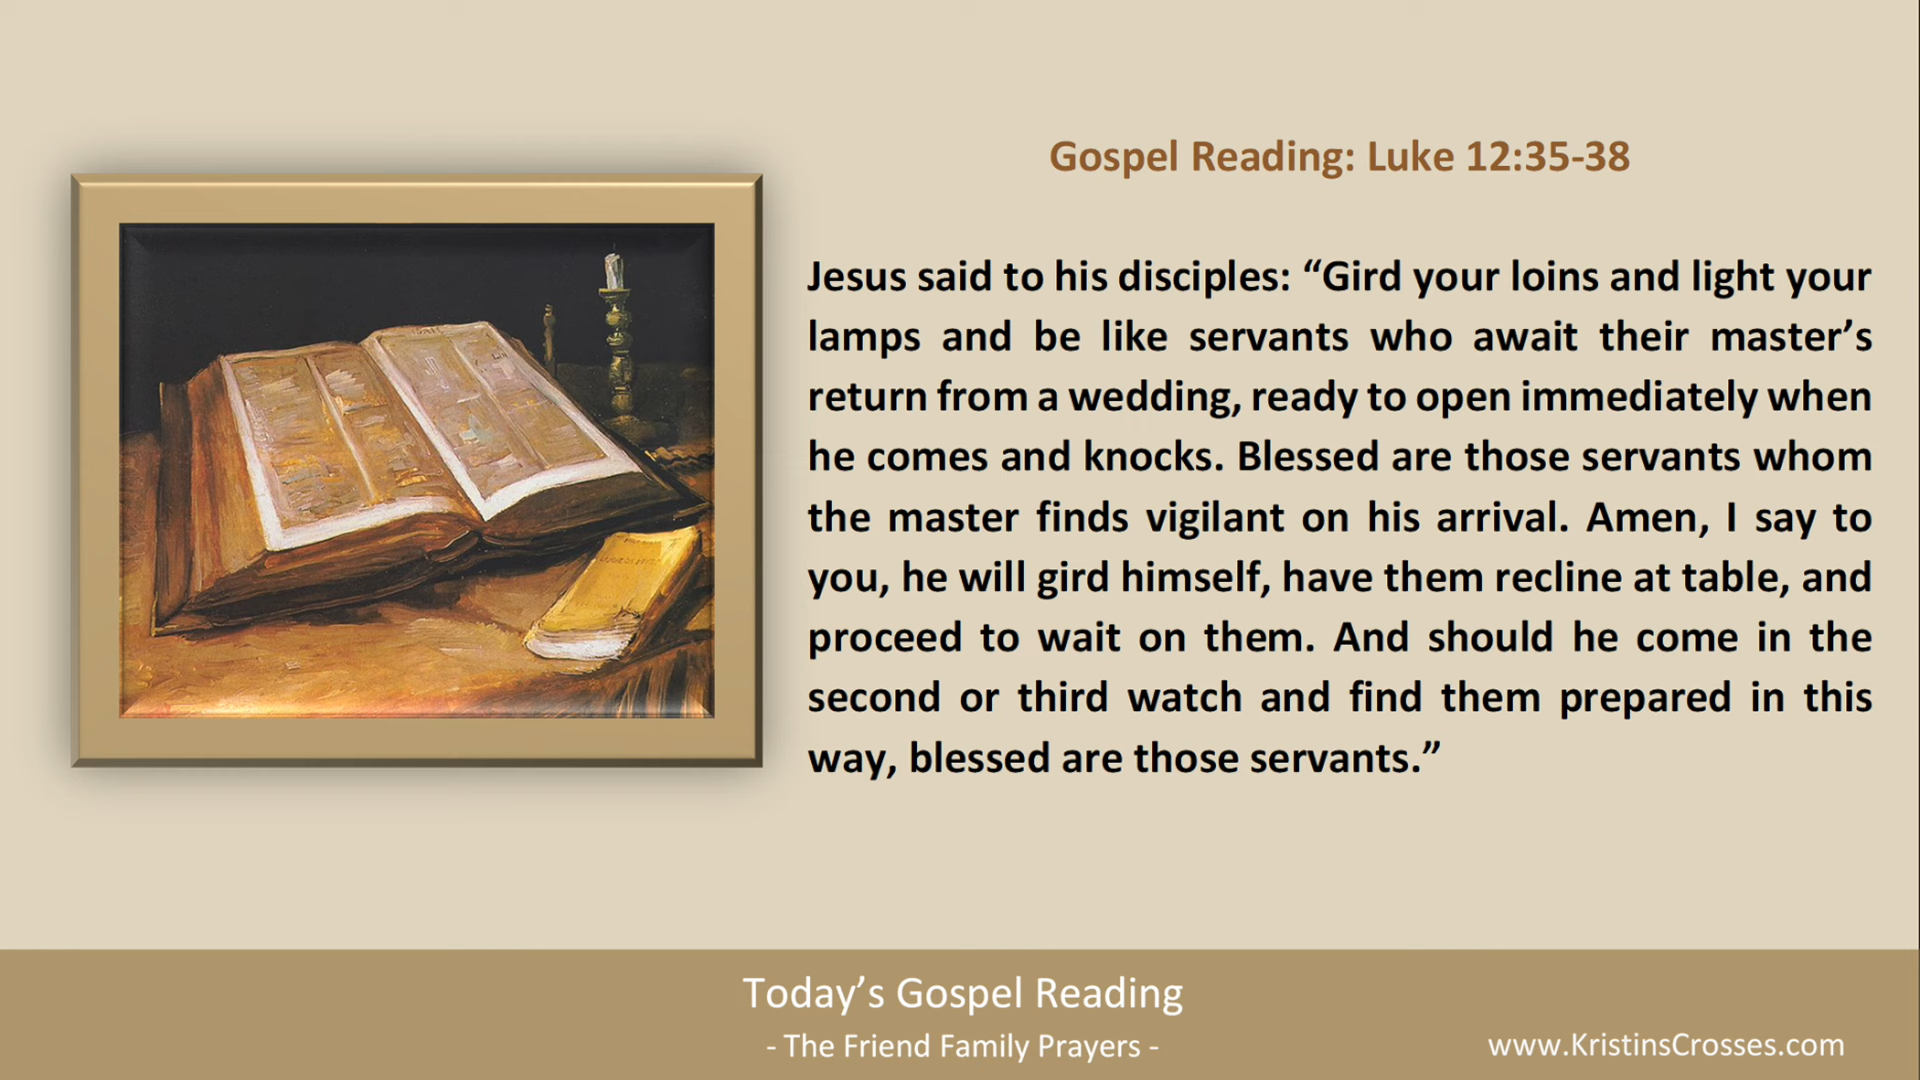 Gospel Reading: Luke 12:35-38
Jesus said to his disciples: “Gird your loins and light your
lamps and be like servants who await their master’s
return from a wedding, ready to open immediately when
he comes and knocks. Blessed are those servants whom
the master finds vigilant on his arrival. Amen, I say to
you, he will gird himself, have them recline at table, and
proceed to wait on them. And should he come in the
second or third watch and find them prepared in this
way, blessed are those servants.”
Today’s Gospel Reading
- The Friend Family Prayers -
www.KristinsCrosses.com